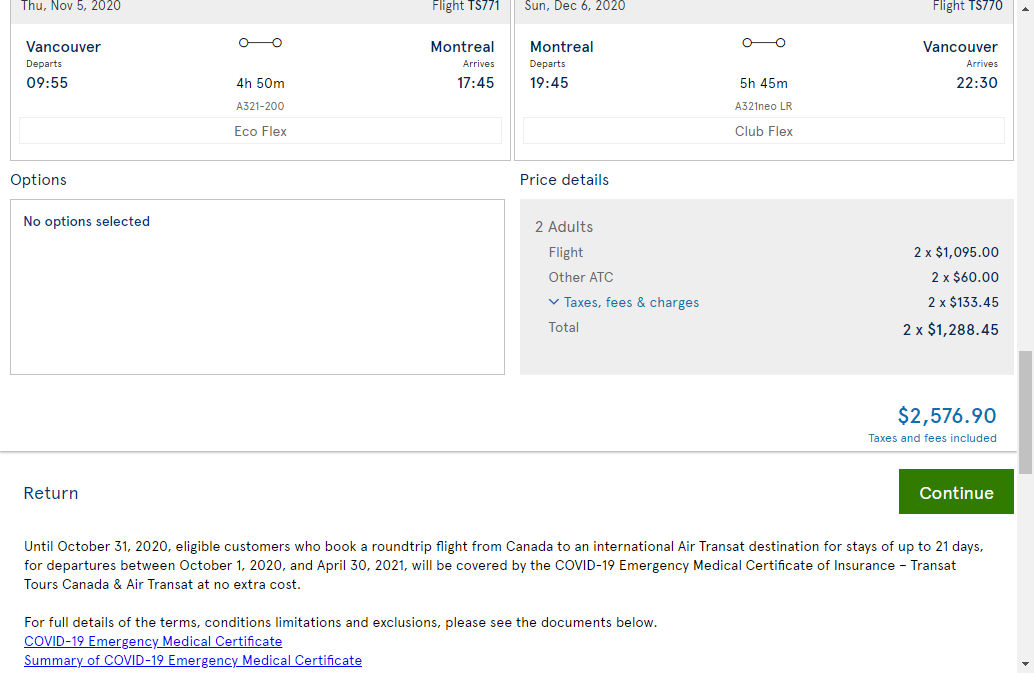 Thu, Nov 5, 2020 Flight TS771
Vancouver Montreal
Departs Arrives
09:55 4h 50m 17:45
A321-200
Eco Flex
Sun, Dec 6, 2020 Flight TS770
Montreal Vancouver
Departs Arrives
19:45 5h 45m 22:30
A321neo LR
Club Flex
Options
No options selected
Price details
2 Adults
Flight 2 x $1,095.00
Other ATC 2 x $60.00
Taxes, fees & charges 2 x $133.45
Total 2 x $1,288.45
$2,576.90
Taxes and fees included
Return
Continue
Until October 31, 2020, eligible customers who book a roundtrip flight from Canada to an international Air Transat destination for stays of up to 21 days,
for departures between October 1, 2020, and April 30, 2021, will be covered by the COVID-19 Emergency Medical Certificate of Insurance – Transat
Tours Canada & Air Transat at no extra cost.
For full details of the terms, conditions limitations and exclusions, please see the documents below.
COVID-19 Emergency Medical Certificate
Summary of COVID-19 Emergency Medical Certificate